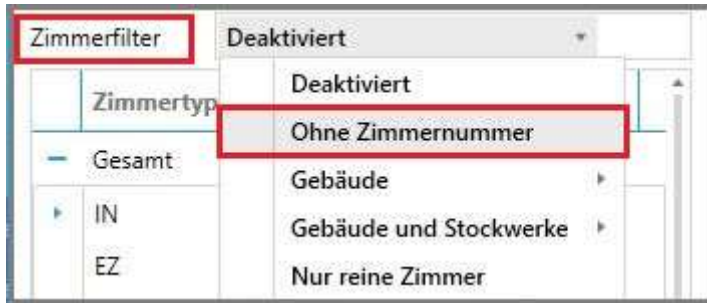 Zimmerfilter Deaktiviert
Deaktiviert
Zimmertyp
Ohne Zimmernummer
Gesamt
Gebäude
IN
Gebäude und Stockwerke
EZ
Nur reine Zimmer